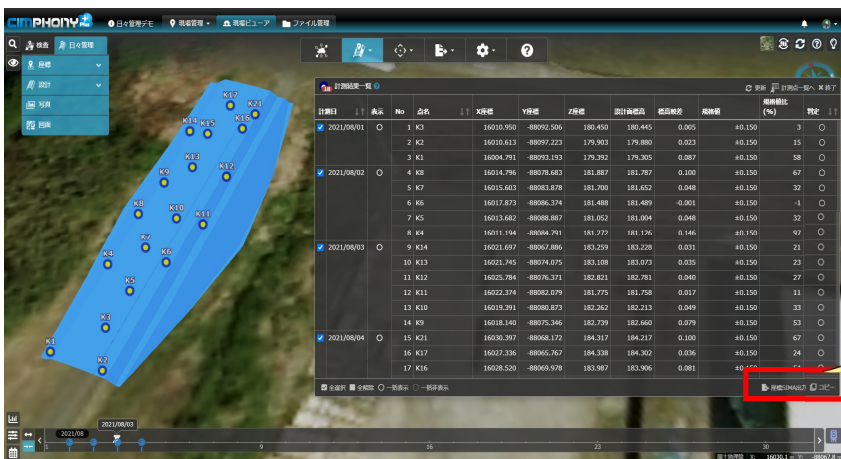 CIMPHONY Plus 日々管理デモ 現場管理 現場ビューア ファイル管理
検査 日々管理
座標
設計
写真
図面
計測結果一覧 更新 計測点一覧へ ×終了
計測日 表示 No 点名 X座標 Y座標 Z座標 設計面標高 標高較差 規格値 規格値比(%) 判定
2021/08/01 ○ 1 K3 16010.950 -88092.506 180.450 180.445 0.005 ±0.150 3 ○
2 K2 16010.613 -88097.223 179.903 179.880 0.023 ±0.150 15 ○
3 K1 16004.791 -88093.193 179.392 179.305 0.087 ±0.150 58 ○
2021/08/02 ○ 4 K8 16014.796 -88078.683 181.887 181.787 0.100 ±0.150 67 ○
5 K7 16015.603 -88083.878 181.700 181.652 0.048 ±0.150 32 ○
6 K6 16017.873 -88086.374 181.488 181.489 -0.001 ±0.150 -1 ○
7 K5 16013.682 -88088.887 181.052 181.004 0.048 ±0.150 32 ○
8 K4 16011.194 -88084.791 181.272 181.126 0.146 ±0.150 97 ○
2021/08/03 ○ 9 K14 16021.697 -88067.886 183.259 183.228 0.031 ±0.150 21 ○
10 K13 16021.745 -88074.075 183.108 183.073 0.035 ±0.150 23 ○
11 K12 16025.784 -88076.371 182.821 182.781 0.040 ±0.150 27 ○
12 K11 16022.374 -88082.079 181.775 181.758 0.017 ±0.150 11 ○
13 K10 16019.391 -88080.873 182.262 182.213 0.049 ±0.150 33 ○
14 K9 16018.140 -88075.346 182.739 182.660 0.079 ±0.150 53 ○
2021/08/04 ○ 15 K21 16030.397 -88068.172 184.317 184.217 0.100 ±0.150 67 ○
16 K17 16027.336 -88065.767 184.338 184.302 0.036 ±0.150 24 ○
17 K16 16028.520 -88069.978 183.987 183.906 0.081 ±0.150 54 ○
全選択 全解除 ○一括表示 ○一括非表示 座標SIMA出力 コピー
K17
K21
K14 K15 K16
K13
K12
K9
K8
K10
K11
K7
K4
K6
K5
K3
K1
K2
2021/08/03
2021/08
1 9 16 23 30
国土地理院 X: 16030.1 m Y: -88067.8 m